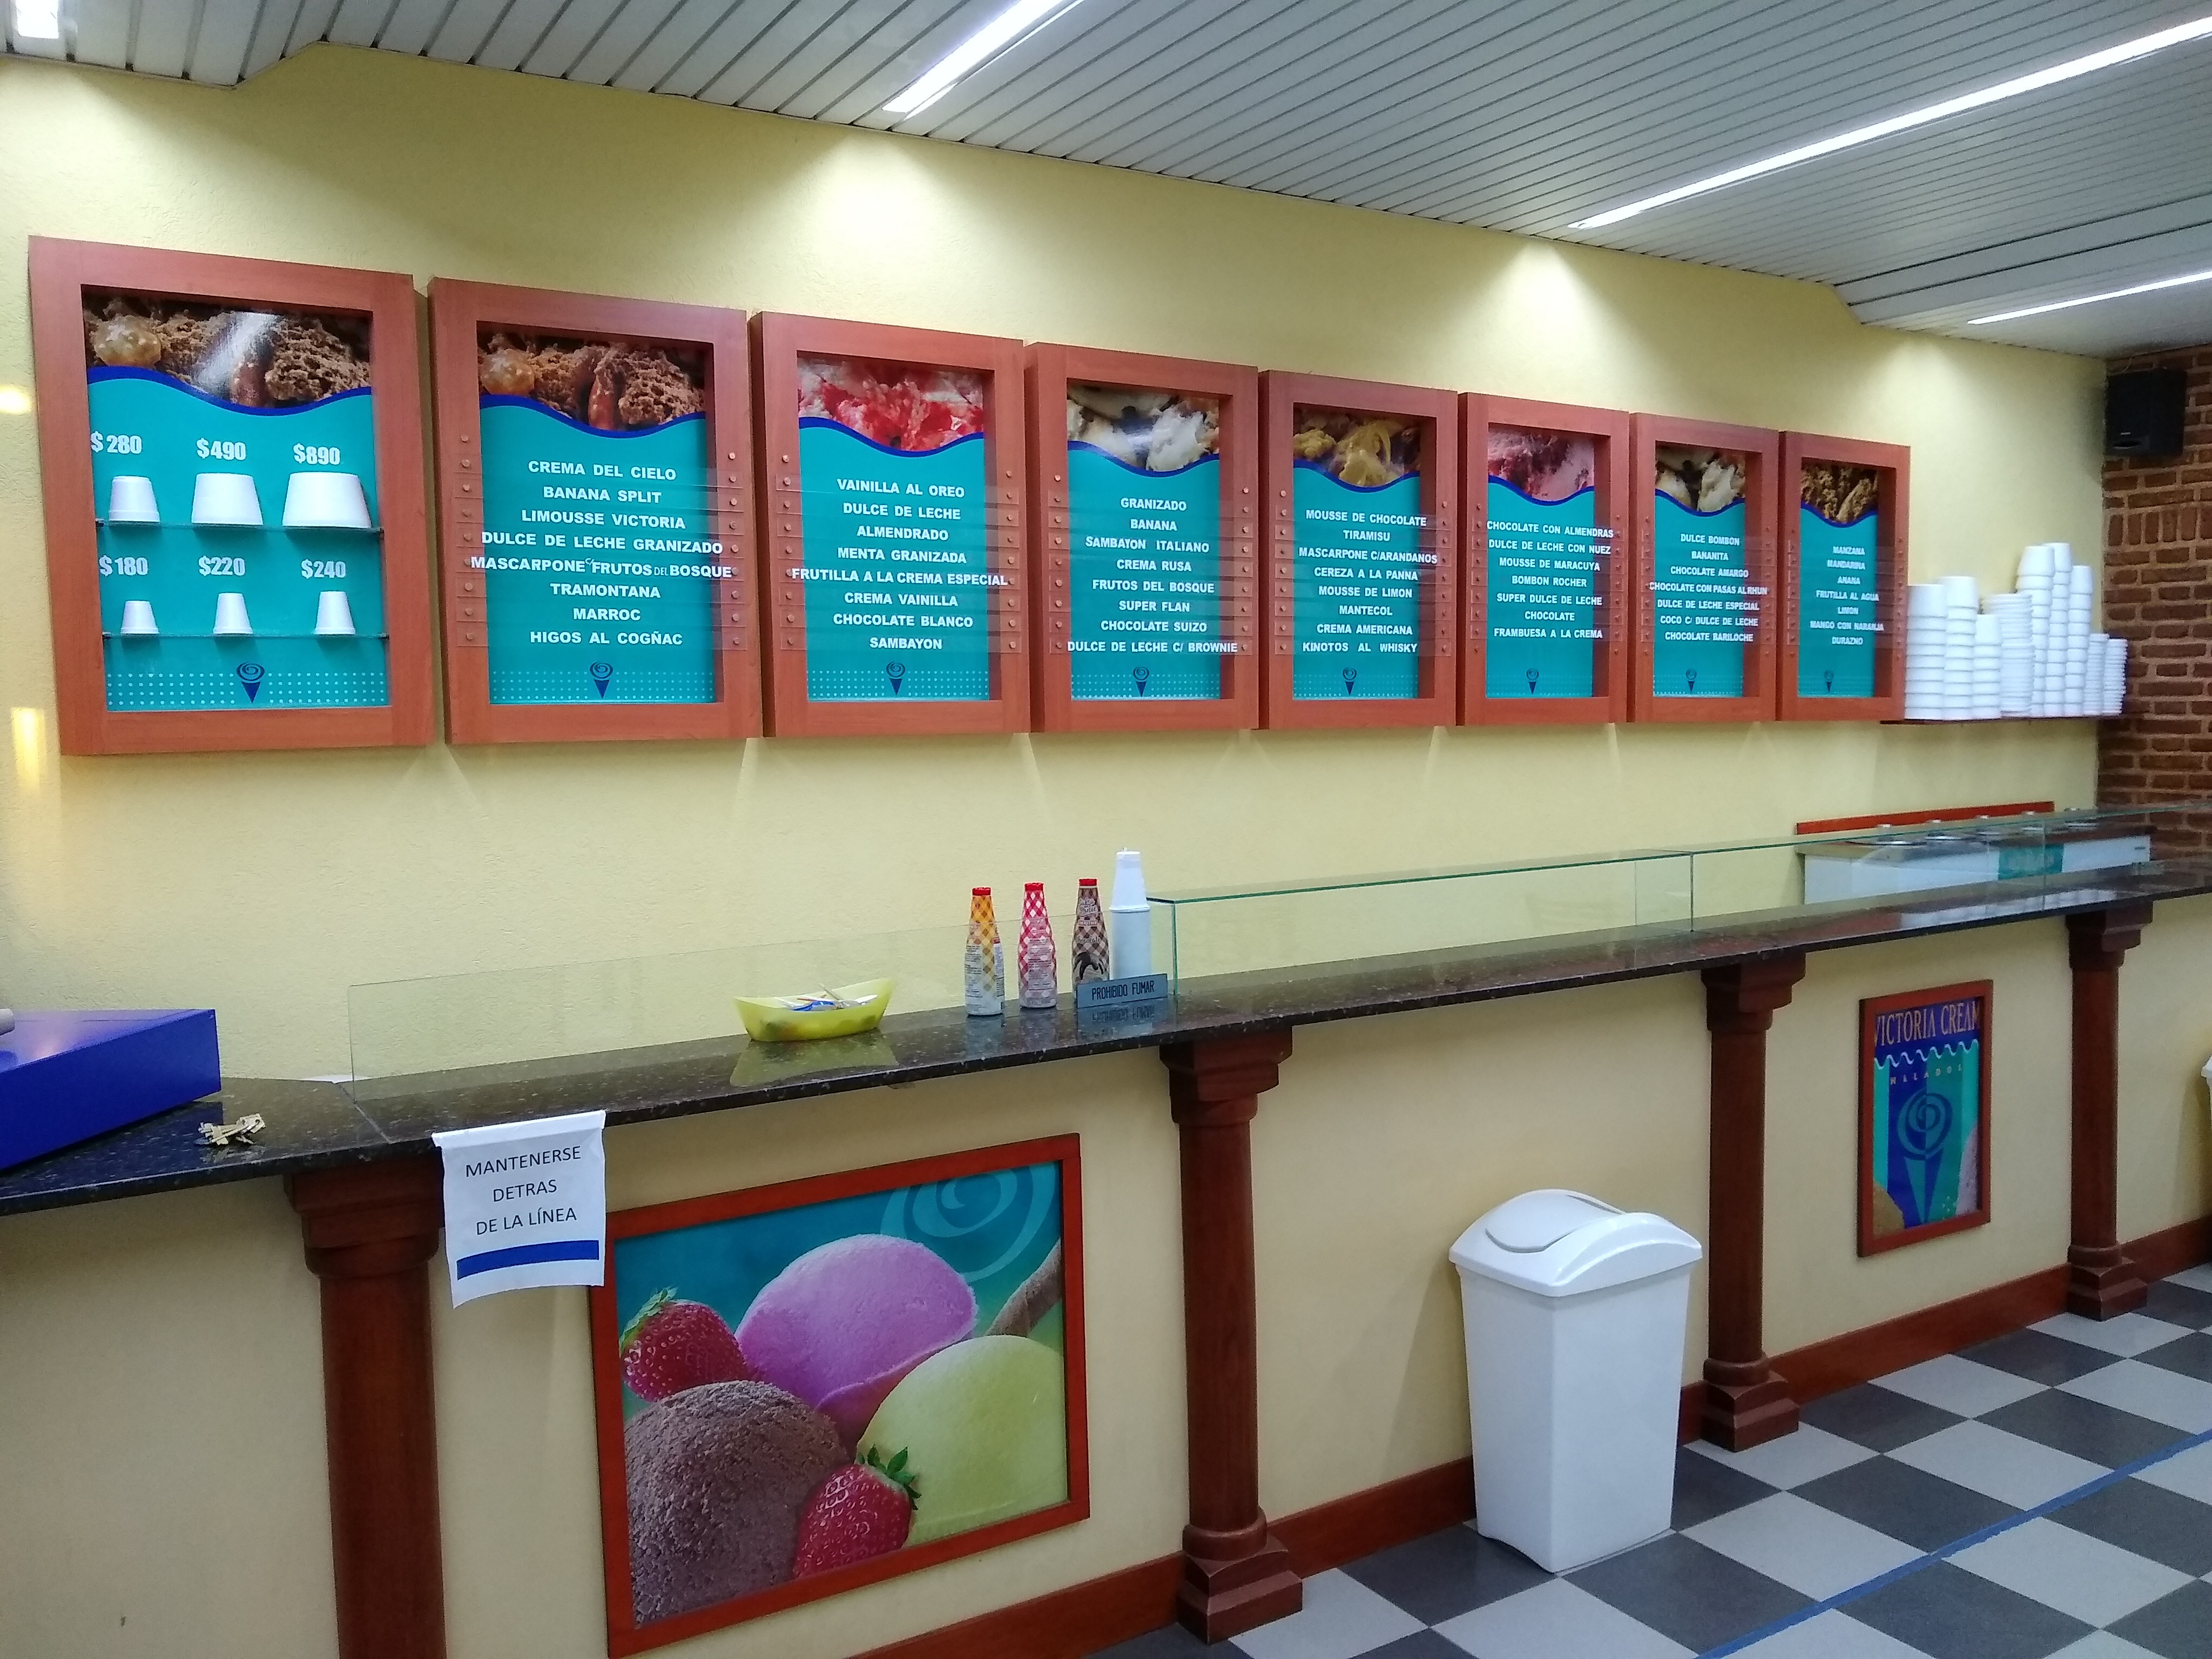 $280
$490
$890
$180
$220
$240
CREMA DEL CIELO
BANANA SPLIT
LIMOUSSE VICTORIA
DULCE DE LECHE GRANIZADO
MASCARPONE C/ FRUTOS DEL BOSQUE
TRAMONTANA
MARROC
HIGOS AL COGÑAC
VAINILLA AL OREO
DULCE DE LECHE
ALMENDRADO
MENTA GRANIZADA
FRUTILLA A LA CREMA ESPECIAL
CREMA VAINILLA
CHOCOLATE BLANCO
SAMBAYON
GRANIZADO
BANANA
SAMBAYON ITALIANO
CREMA RUSA
FRUTOS DEL BOSQUE
SUPER FLAN
CHOCOLATE SUIZO
DULCE DE LECHE C/ BROWNIE
MOUSSE DE CHOCOLATE
TIRAMISU
MASCARPONE C/ARANDANOS
CEREZA A LA PANNA
MOUSSE DE LIMON
MANTECOL
CREMA AMERICANA
KINOTOS AL WHISKY
CHOCOLATE CON ALMENDRAS
DULCE DE LECHE CON NUEZ
MOUSSE DE MARACUYA
BOMBON ROCHER
SUPER DULCE DE LECHE
CHOCOLATE
FRAMBUESA A LA CREMA
DULCE BOMBON
BANANITA
CHOCOLATE AMARGO
CHOCOLATE CON PASAS AL RHUN
DULCE DE LECHE ESPECIAL
COCO C/ DULCE DE LECHE
CHOCOLATE BARILOCHE
MANZANA
MANDARINA
ANANA
FRUTILLA AL AGUA
LIMON
MANGO CON NARANJA
DURAZNO
PROHIBIDO FUMAR
VICTORIA CREAM
HELADOS
MANTENERSE
DETRAS
DE LA LÍNEA